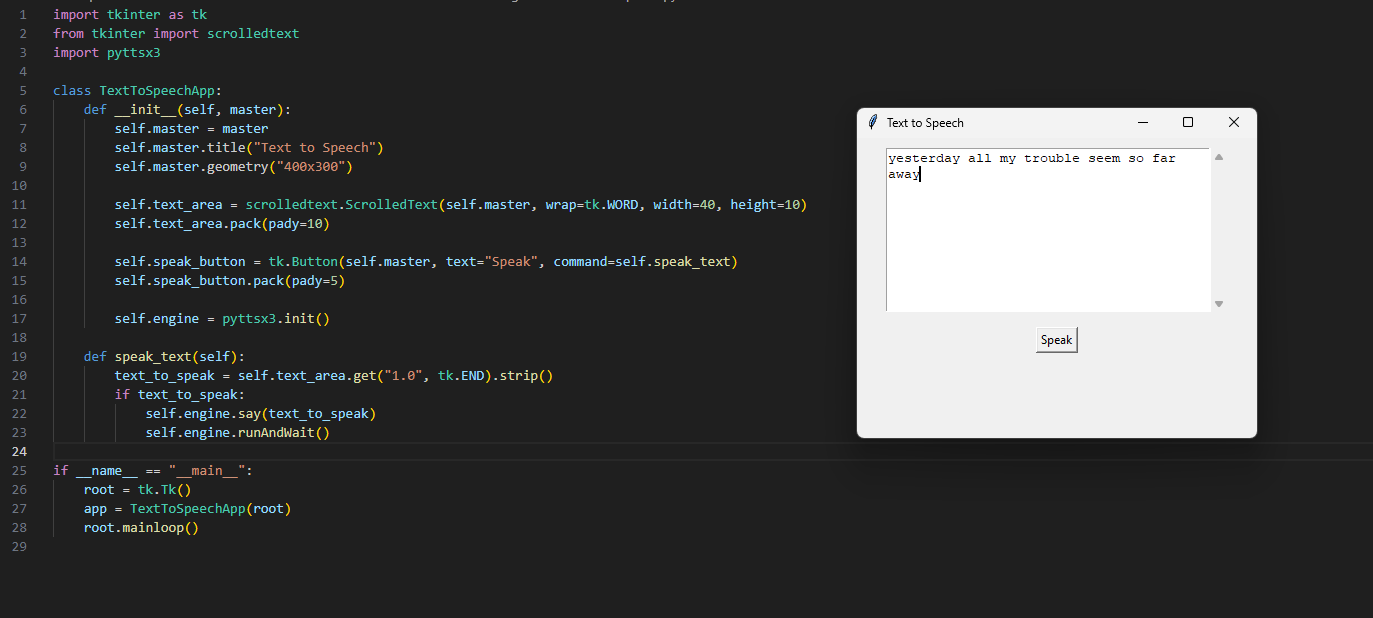 1 import tkinter as tk
2 from tkinter import scrolledtext
3 import pyttsx3
4
5 class TextToSpeechApp:
6     def __init__(self, master):
7         self.master = master
8         self.master.title("Text to Speech")
9         self.master.geometry("400x300")
10
11         self.text_area = scrolledtext.ScrolledText(self.master, wrap=tk.WORD, width=40, height=10)
12         self.text_area.pack(pady=10)
13
14         self.speak_button = tk.Button(self.master, text="Speak", command=self.speak_text)
15         self.speak_button.pack(pady=5)
16
17         self.engine = pyttsx3.init()
18
19     def speak_text(self):
20         text_to_speak = self.text_area.get("1.0", tk.END).strip()
21         if text_to_speak:
22             self.engine.say(text_to_speak)
23             self.engine.runAndWait()
24
25 if __name__ == "__main__":
26     root = tk.Tk()
27     app = TextToSpeechApp(root)
28     root.mainloop()
29
Text to Speech
yesterday all my trouble seem so far
away
Speak